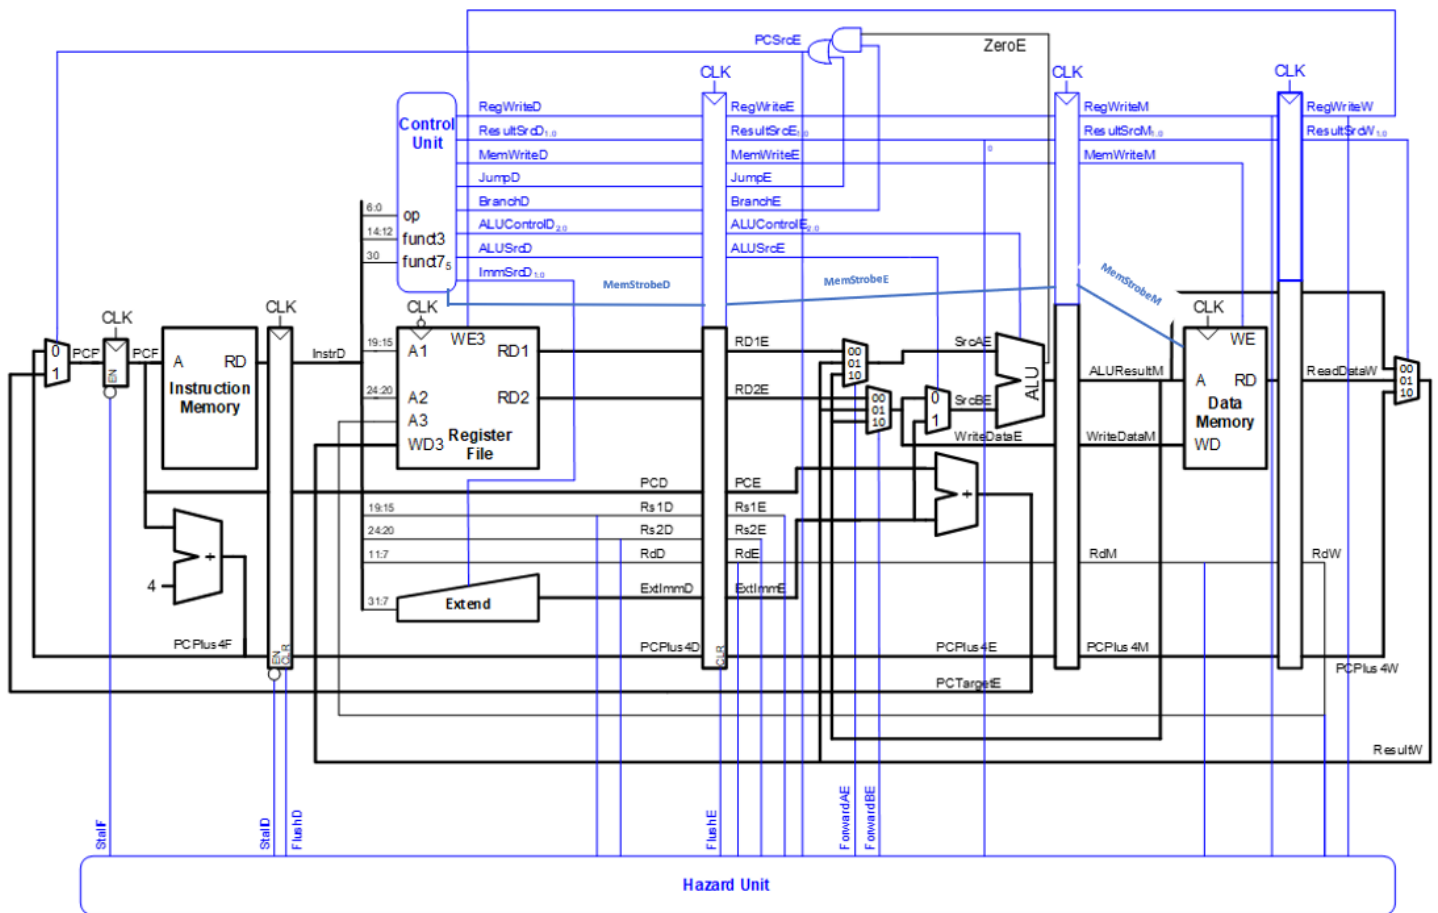 PCSrcE
ZeroE
CLK
CLK
CLK
Control
Unit
RegWriteD
RegWriteE
RegWriteM
RegWriteW
ResultSrcD1:0
ResultSrcE1:0
ResultSrcM1:0
ResultSrcW1:0
0
MemWriteD
MemWriteE
MemWriteM
JumpD
JumpE
BranchD
BranchE
6:0
op
ALUControlD2:0
ALUControlE2:0
14:12
funct3
ALUSrcD
ALUSrcE
30
funct75
ImmSrcD1:0
MemStrobeD
MemStrobeE
MemStrobeM
CLK
CLK
CLK
CLK
0
1
PCF'
EN
PCF
A
RD
Instruction
Memory
InstrD
19:15
A1
WE3
RD1
RD1E
00
01
10
SrcAE
ALU
ALUResultM
WE
A
RD
Data
Memory
WD
ReadDataW
00
01
10
24:20
A2
RD2
RD2E
00
01
10
0
1
SrcBE
A3
WD3
Register
File
WriteDataE
WriteDataM
PCD
PCE
+
19:15
Rs1D
Rs1E
24:20
Rs2D
Rs2E
11:7
RdD
RdE
RdM
RdW
+
4
31:7
Extend
ExtImmD
ExtImmE
PCPlus4F
EN
CLR
PCPlus4D
CLR
PCPlus4E
PCPlus4M
PCPlus4W
PCTargetE
ResultW
StallF
StallD
FlushD
FlushE
ForwardAE
ForwardBE
Hazard Unit